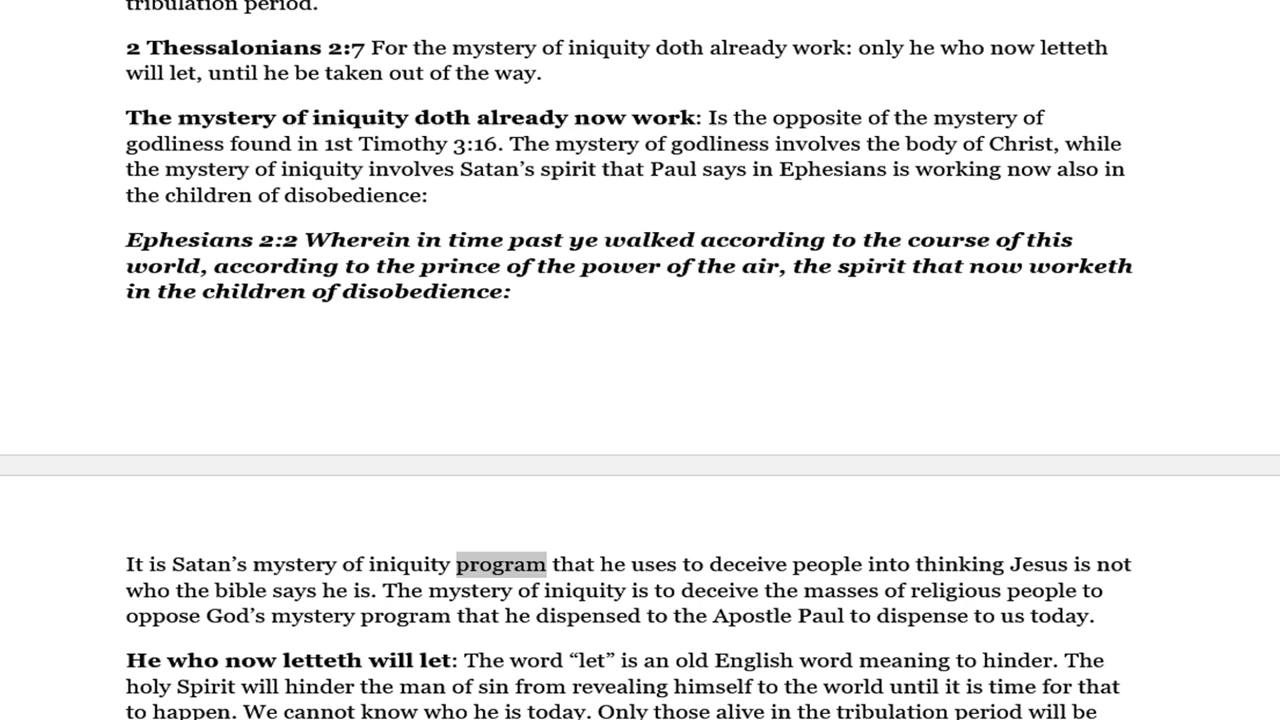 tribulation period.
2 Thessalonians 2:7 For the mystery of iniquity doth already work: only he who now letteth
will let, until he be taken out of the way.
The mystery of iniquity doth already now work: Is the opposite of the mystery of
godliness found in 1st Timothy 3:16. The mystery of godliness involves the body of Christ, while
the mystery of iniquity involves Satan’s spirit that Paul says in Ephesians is working now also in
the children of disobedience:
Ephesians 2:2 Wherein in time past ye walked according to the course of this
world, according to the prince of the power of the air, the spirit that now worketh
in the children of disobedience:
It is Satan’s mystery of iniquity program that he uses to deceive people into thinking Jesus is not
who the bible says he is. The mystery of iniquity is to deceive the masses of religious people to
oppose God’s mystery program that he dispensed to the Apostle Paul to dispense to us today.
He who now letteth will let: The word “let” is an old English word meaning to hinder. The
holy Spirit will hinder the man of sin from revealing himself to the world until it is time for that
to happen. We cannot know who he is today. Only those alive in the tribulation period will be